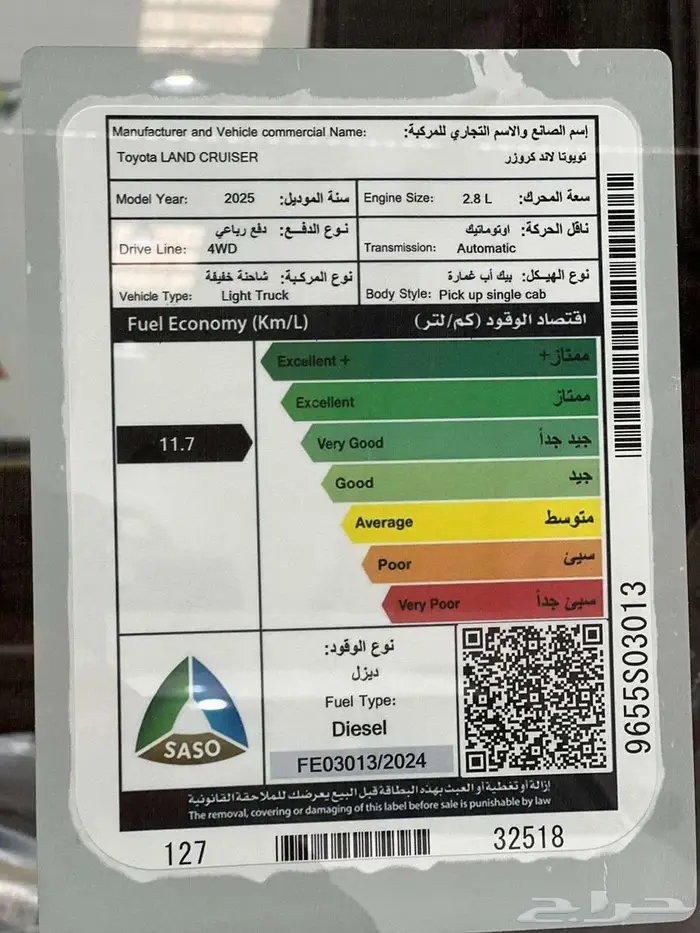 Manufacturer and Vehicle commercial Name: إسم الصانع والاسم التجاري للمركبة:
Toyota LAND CRUISER تويوتا لاند كروزر
Model Year: 2025 سنة الموديل:
Engine Size: 2.8 L سعة المحرك:
نوع الدفـــع: دفع رباعي
Drive Line: 4WD
ناقل الحركة: اوتوماتيك
Transmission: Automatic
نوع المركبة: شاحنة خفيفة
Vehicle Type: Light Truck
نوع الهيكل: بيك أب غمارة
Body Style: Pick up single cab
Fuel Economy (Km/L) اقتصاد الوقود (كم/لتر)
Excellent + ممتاز+
Excellent ممتاز
11.7
Very Good جيد جداً
Good جيد
Average متوسط
Poor سيئ
Very Poor سيئ جداً
SASO
نوع الوقود:
ديزل
Fuel Type:
Diesel
FE03013/2024
إزالة أو تغطية أو العبث بهذه البطاقة قبل البيع يعرضك للملاحقة القانونية
The removal, covering or damaging of this label before sale is punishable by law
127
32518
9655S03013
حراج